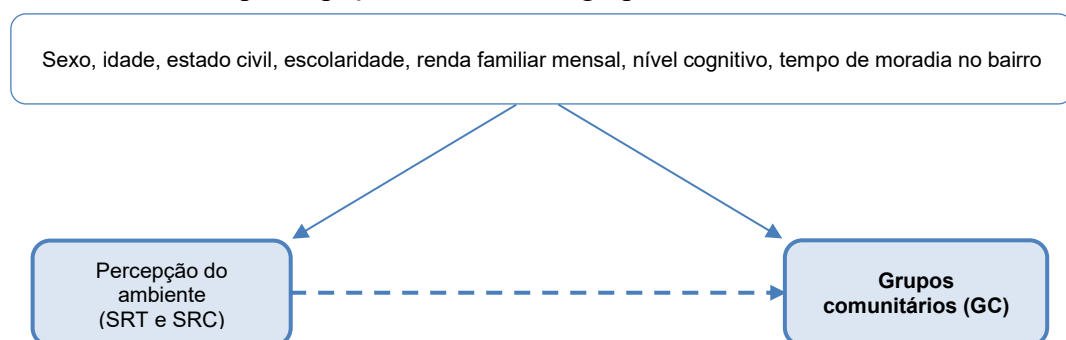 Sexo, idade, estado civil, escolaridade, renda familiar mensal, nível cognitivo, tempo de moradia no bairro
Percepção do
ambiente
(SRT e SRC)
Grupos
comunitários (GC)